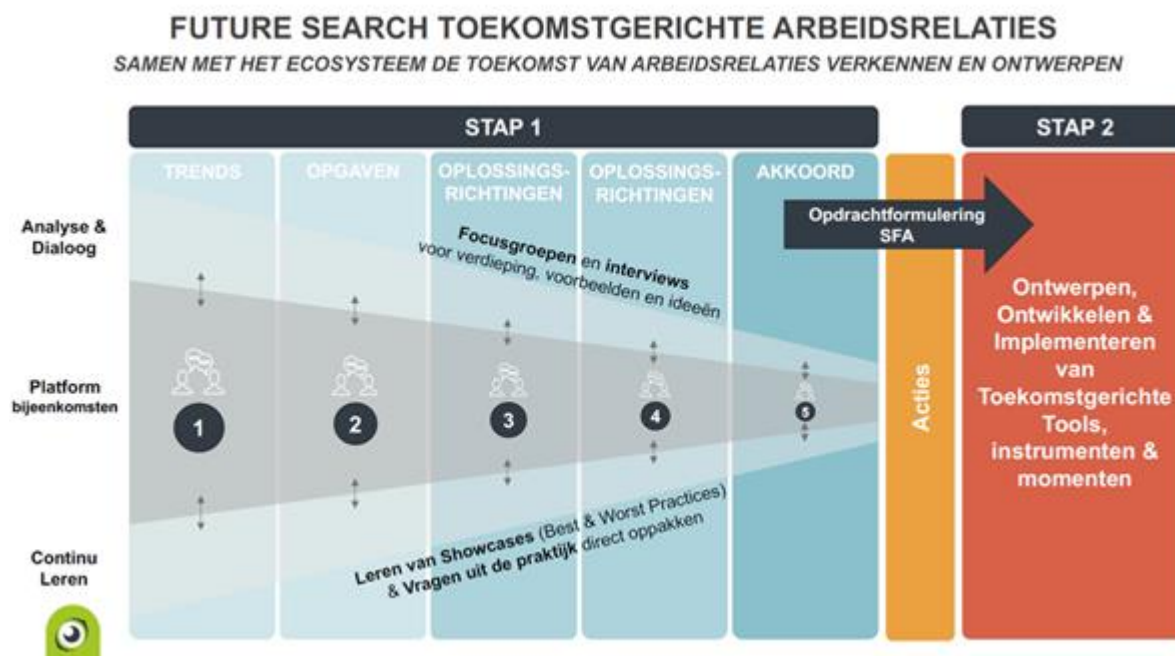 FUTURE SEARCH TOEKOMSTGERICHTE ARBEIDSRELATIES
SAMEN MET HET ECOSYSTEEM DE TOEKOMST VAN ARBEIDSRELATIES VERKENNEN EN ONTWERPEN
STAP 1
STAP 2
TRENDS
OPGAVEN
OPLOSSINGS-
RICHTINGEN
OPLOSSINGS-
RICHTINGEN
AKKOORD
Analyse &
Dialoog
Focusgroepen en interviews
voor verdieping, voorbeelden en ideeën
Opdrachtformulering
SFA
Platform
bijeenkomsten
1
2
3
4
5
Acties
Ontwerpen,
Ontwikkelen &
Implementeren
van
Toekomstgerichte
Tools,
instrumenten &
momenten
Continu
Leren
Leren van Showcases (Best & Worst Practices)
& Vragen uit de praktijk direct oppakken